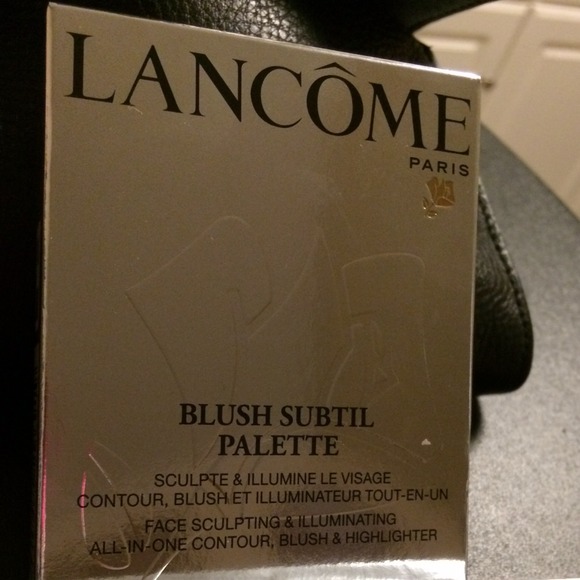 LANCÔME
PARIS
BLUSH SUBTIL
PALETTE
SCULPTE & ILLUMINE LE VISAGE
CONTOUR, BLUSH ET ILLUMINATEUR TOUT-EN-UN
FACE SCULPTING & ILLUMINATING
ALL-IN-ONE CONTOUR, BLUSH & HIGHLIGHTER